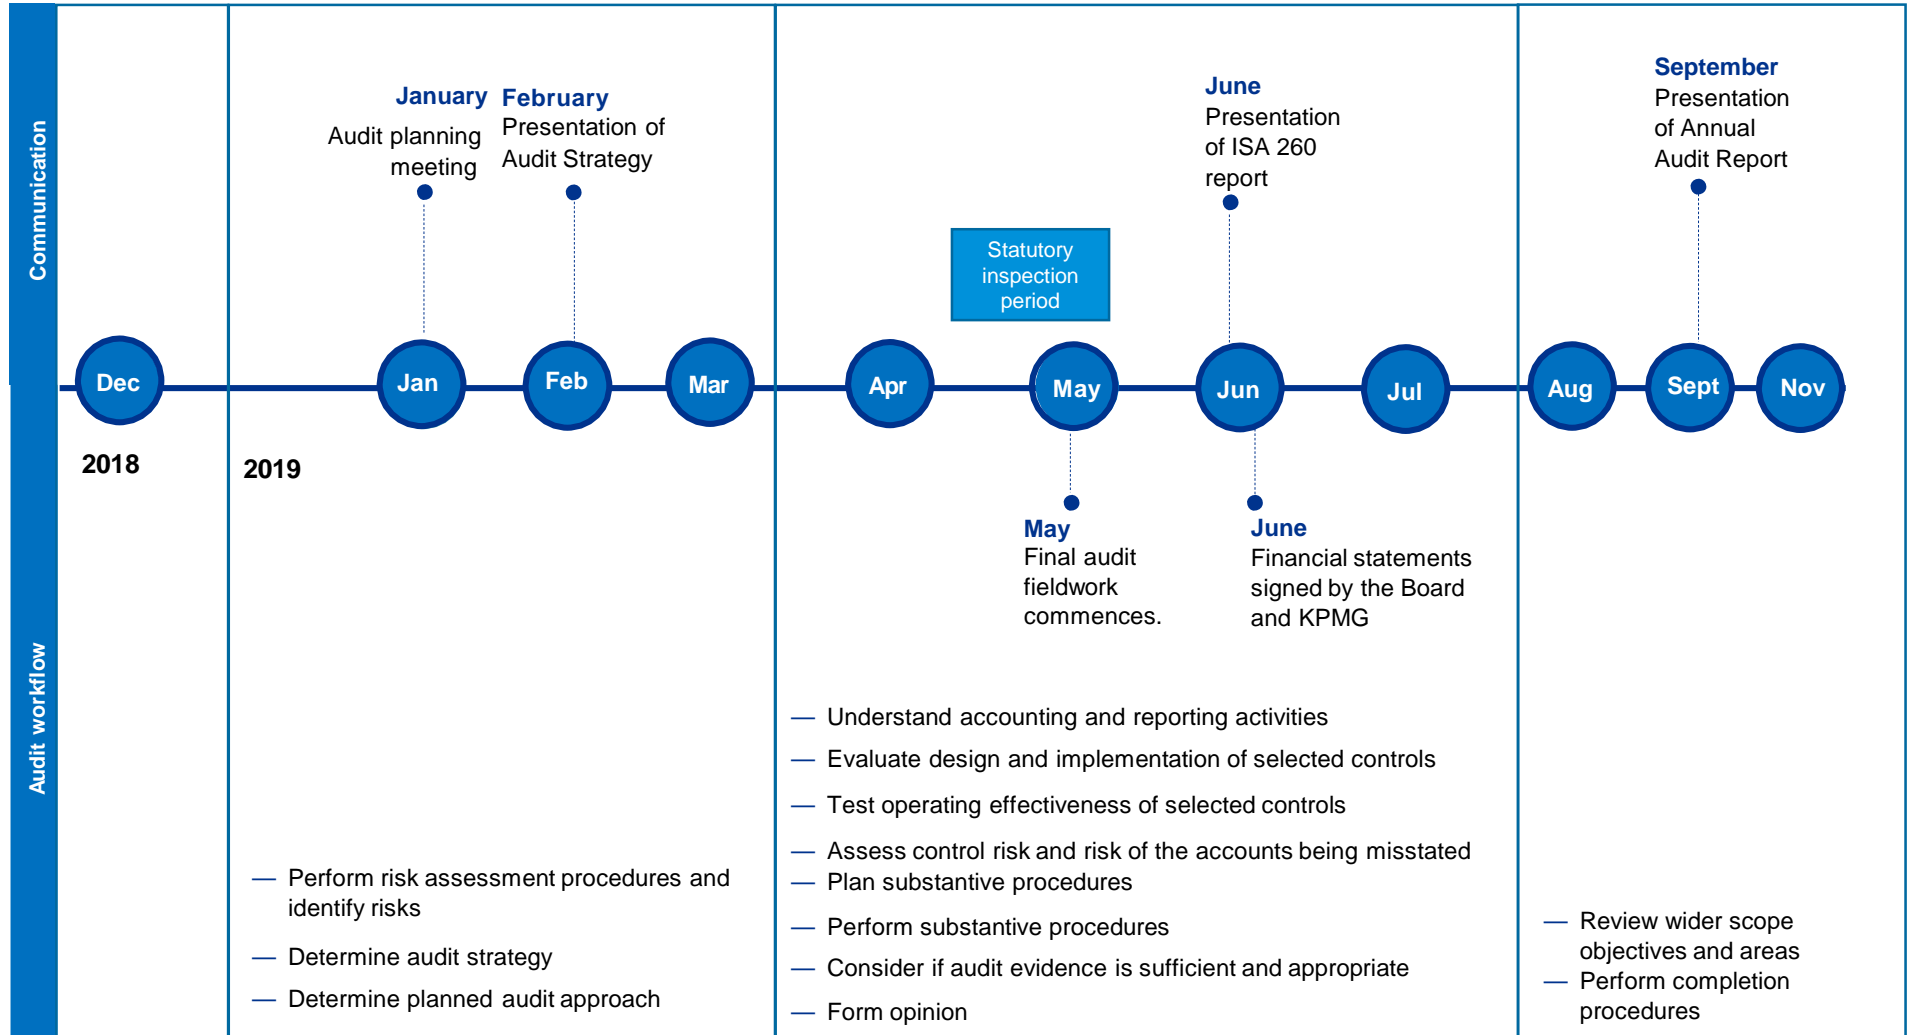 Communication
January
Audit planning
meeting
February
Presentation of
Audit Strategy
June
Presentation
of ISA 260
report
September
Presentation
of Annual
Audit Report
Statutory
inspection
period
Dec
Jan
Feb
Mar
Apr
May
Jun
Jul
Aug
Sept
Nov
2018
2019
May
Final audit
fieldwork
commences.
June
Financial statements
signed by the Board
and KPMG
Audit workflow
— Perform risk assessment procedures and
identify risks
— Determine audit strategy
— Determine planned audit approach
— Understand accounting and reporting activities
— Evaluate design and implementation of selected controls
— Test operating effectiveness of selected controls
— Assess control risk and risk of the accounts being misstated
— Plan substantive procedures
— Perform substantive procedures
— Consider if audit evidence is sufficient and appropriate
— Form opinion
— Review wider scope
objectives and areas
— Perform completion
procedures